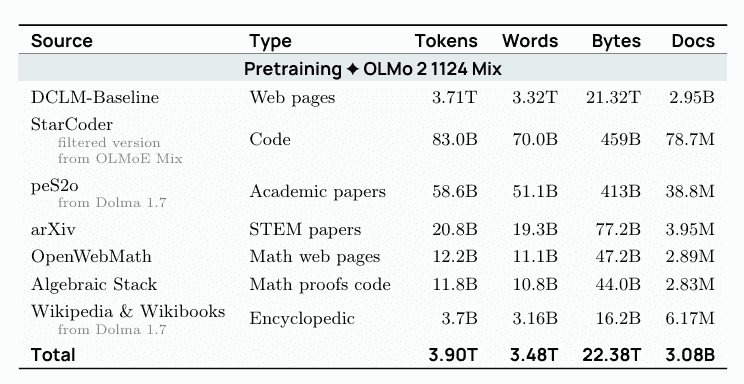 Source Type Tokens Words Bytes Docs
Pretraining ✦ OLMo 2 1124 Mix
DCLM-Baseline Web pages 3.71T 3.32T 21.32T 2.95B
StarCoder
filtered version
from OLMoE Mix
Code 83.0B 70.0B 459B 78.7M
peS2o
from Dolma 1.7
Academic papers 58.6B 51.1B 413B 38.8M
arXiv STEM papers 20.8B 19.3B 77.2B 3.95M
OpenWebMath Math web pages 12.2B 11.1B 47.2B 2.89M
Algebraic Stack Math proofs code 11.8B 10.8B 44.0B 2.83M
Wikipedia & Wikibooks
from Dolma 1.7
Encyclopedic 3.7B 3.16B 16.2B 6.17M
Total 3.90T 3.48T 22.38T 3.08B